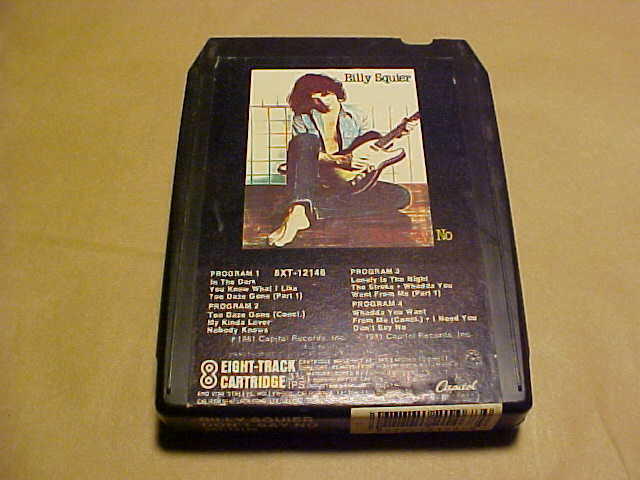 Billy Squier
No
PROGRAM 1 8XT-12146
In The Dark
You Know What I Like
Too Daze Gone (Part 1)
PROGRAM 2
Too Daze Gone (Concl.)
My Kinda Lover
Nobody Knows
PROGRAM 3
Lonely Is The Night
The Stroke • Whadda You
Want From Me (Part 1)
PROGRAM 4
Whadda You Want
From Me (Concl.) • I Need You
Don't Say No
℗ 1981 Capitol Records, Inc.
© 1981 Capitol Records, Inc.
8 EIGHT-TRACK
CARTRIDGE
Capitol
DON'T SAY NO